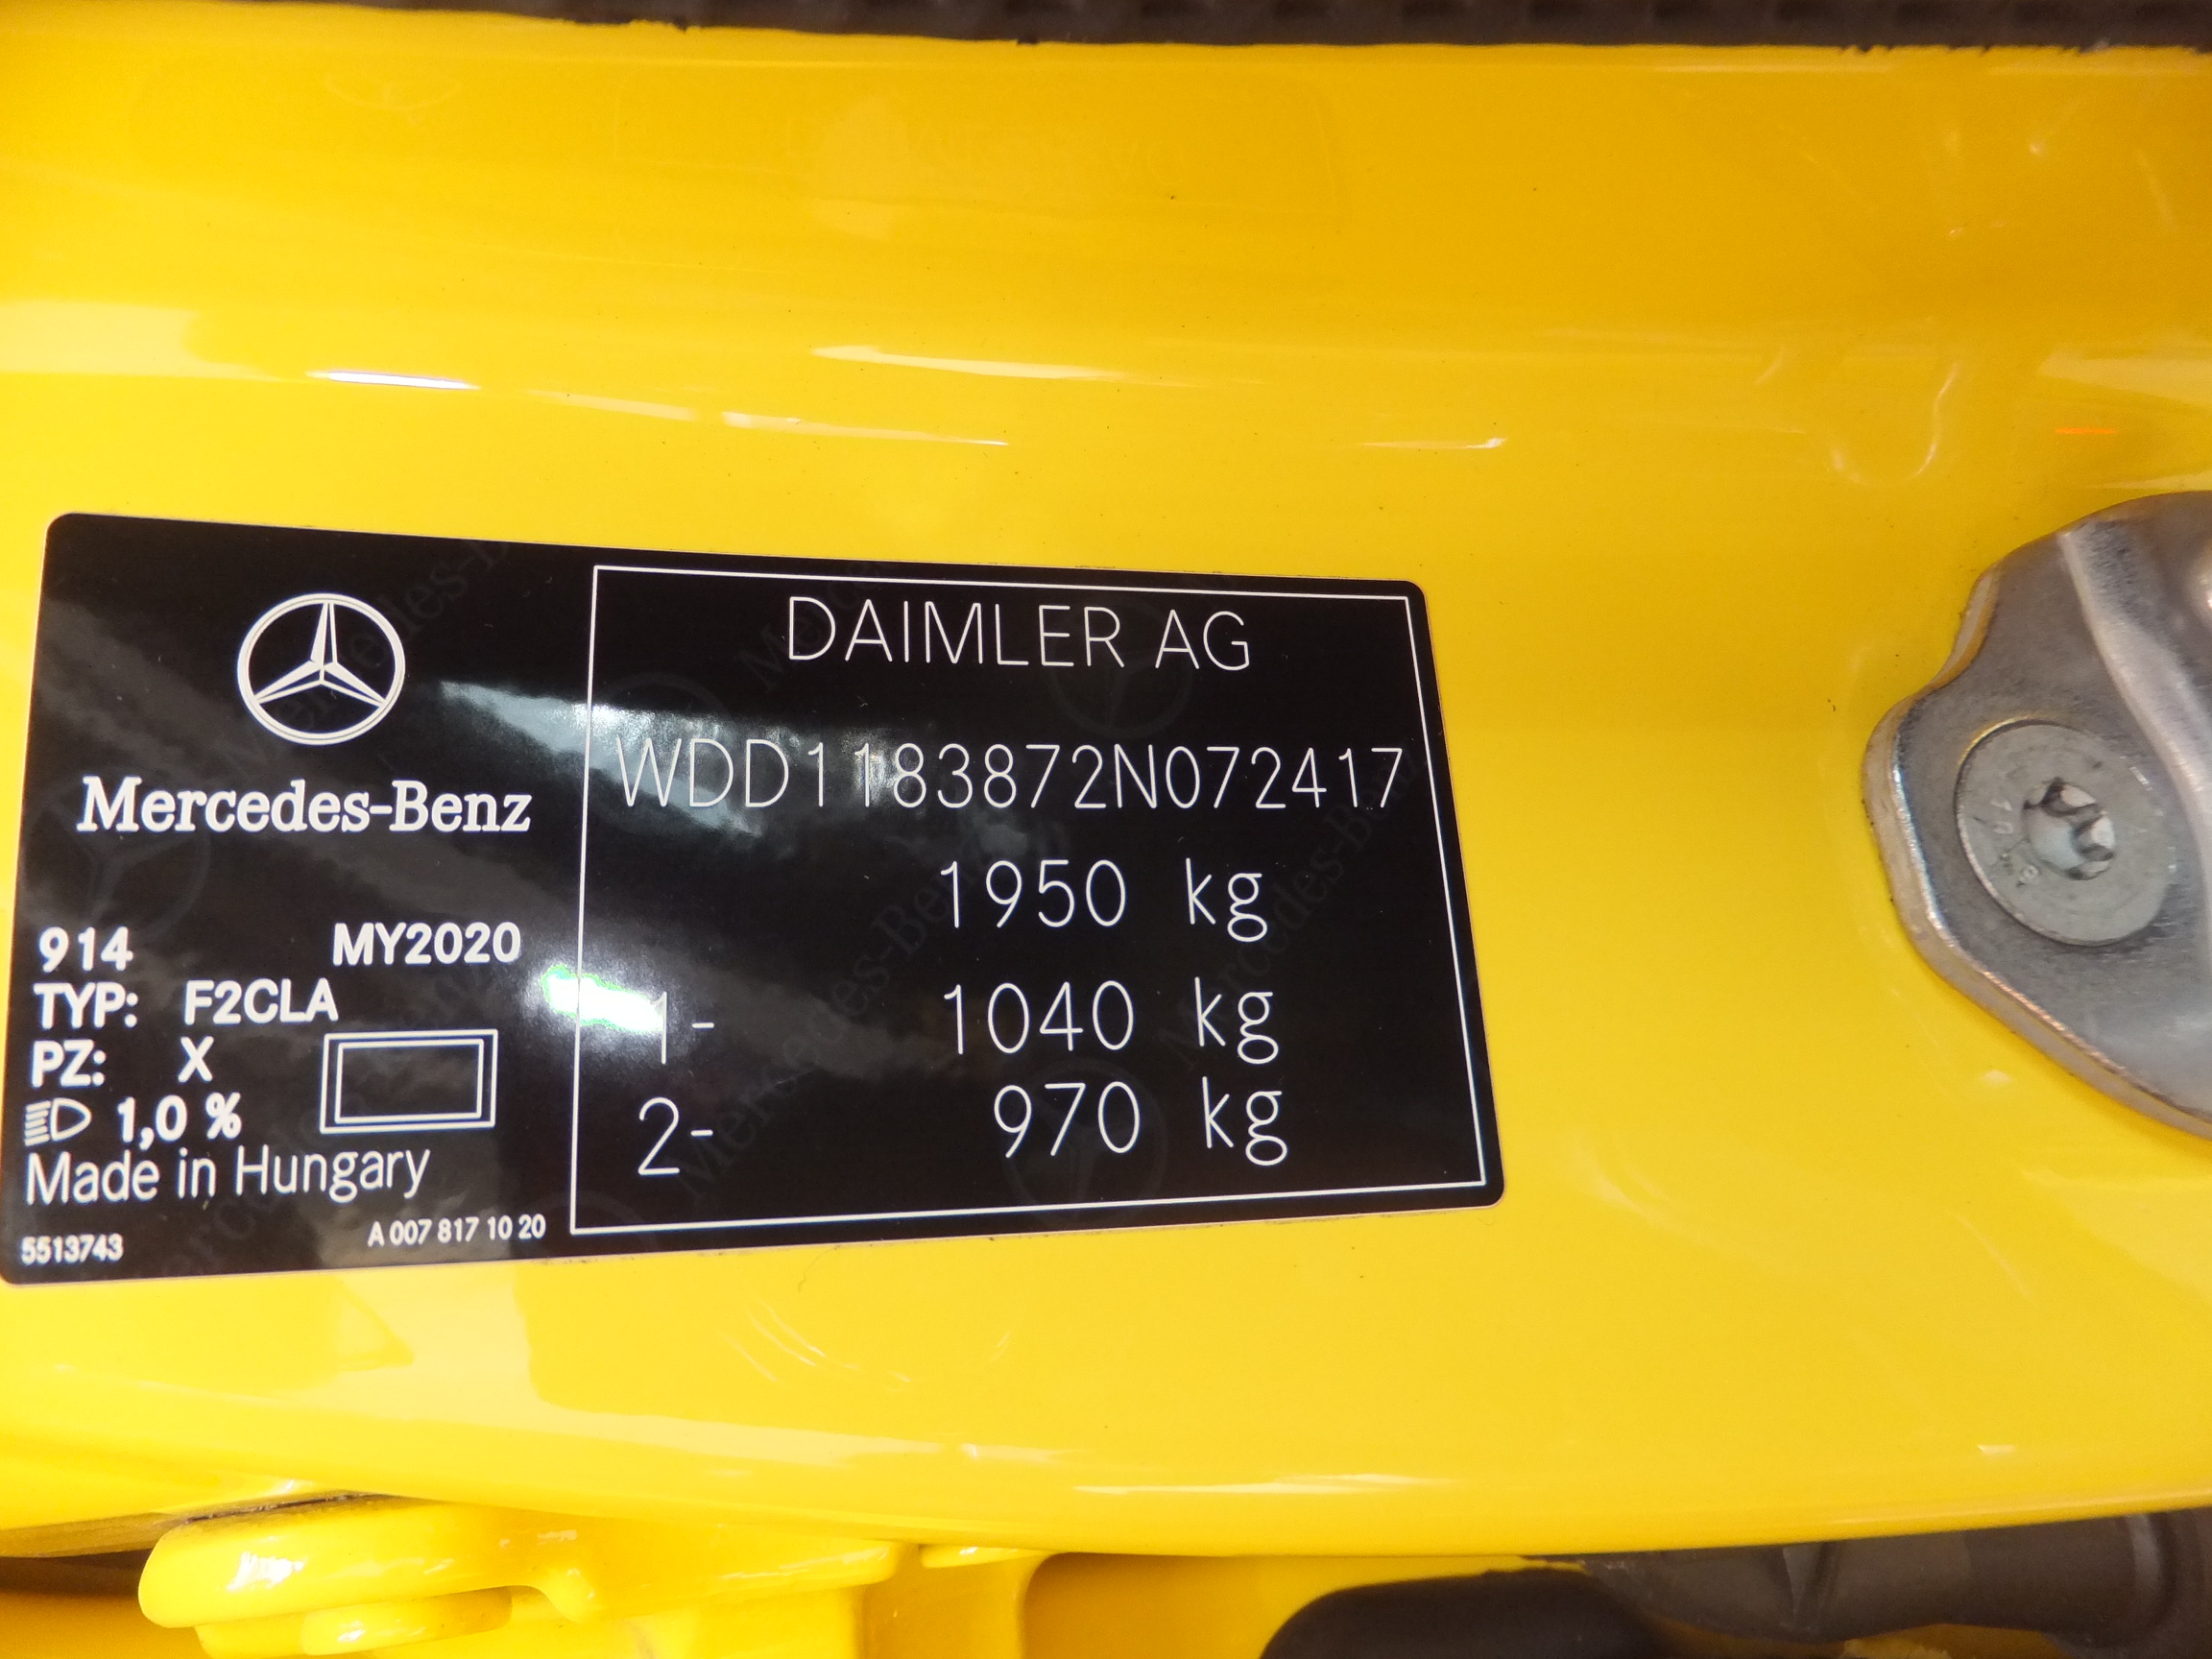 Mercedes-Benz
914 MY2020
TYP: F2CLA
PZ: X
1,0 %
Made in Hungary
5513743 A 007 817 10 20
DAIMLER AG
WDD1183872N072417
1950 kg
1- 1040 kg
2- 970 kg